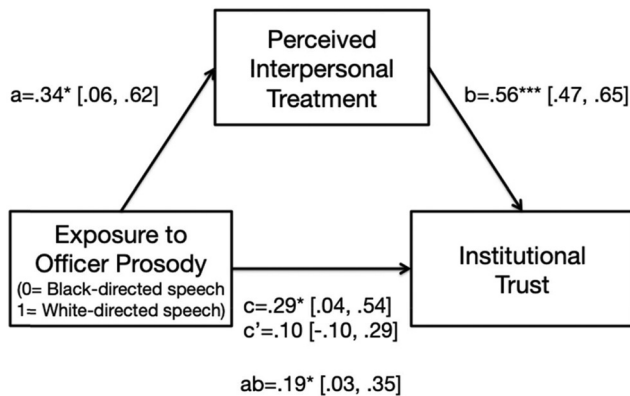 Perceived
Interpersonal
Treatment
a=.34* [.06, .62]
b=.56*** [.47, .65]
Exposure to
Officer Prosody
(0= Black-directed speech
1= White-directed speech)
Institutional
Trust
c=.29* [.04, .54]
c'=.10 [-.10, .29]
ab=.19* [.03, .35]